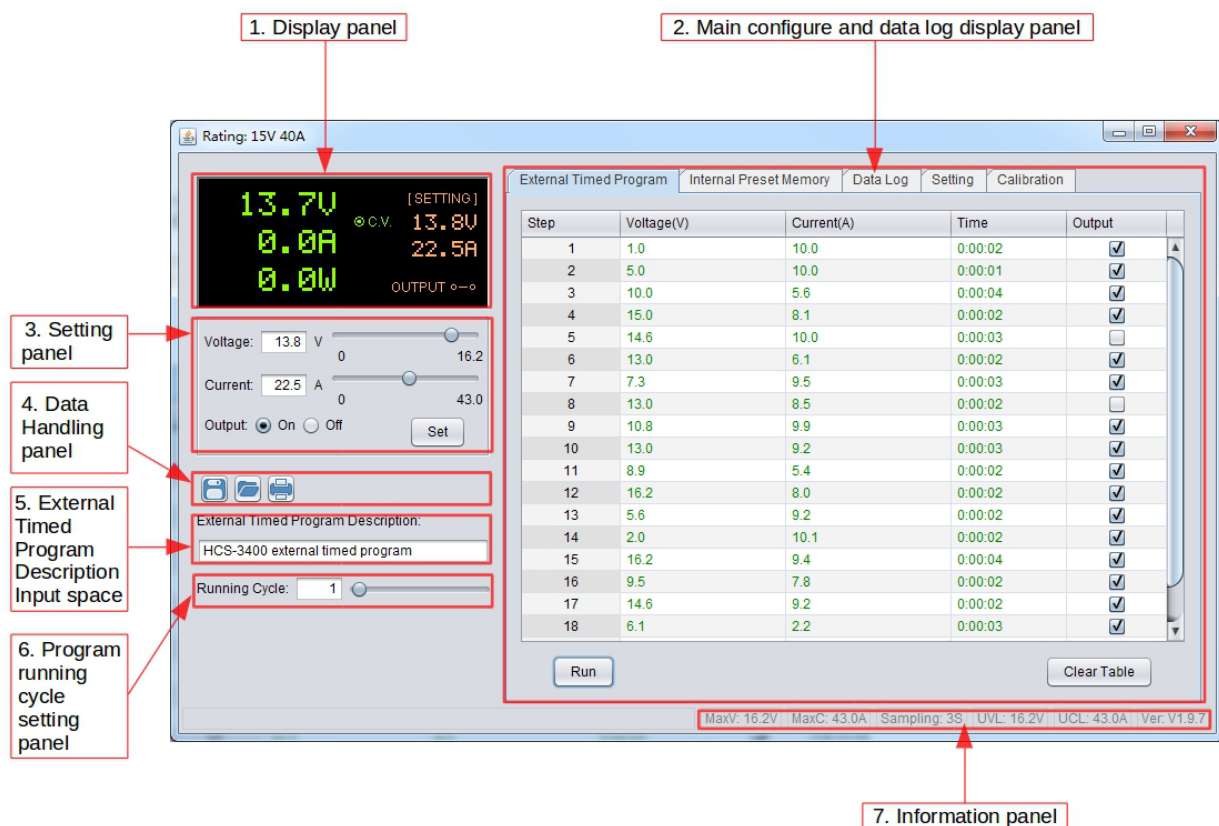 1. Display panel
2. Main configure and data log display panel
Rating: 15V 40A
13.7V
0.0A
0.0W
C.V.
[SETTING]
13.8V
22.5A
OUTPUT
3. Setting
panel
Voltage: 13.8 V
0 16.2
Current: 22.5 A
0 43.0
Output: On Off
Set
4. Data
Handling
panel
5. External
Timed
Program
Description
Input space
External Timed Program Description:
HCS-3400 external timed program
Running Cycle: 1
6. Program
running
cycle
setting
panel
External Timed Program Internal Preset Memory Data Log Setting Calibration
Step Voltage(V) Current(A) Time Output
1 1.0 10.0 0:00:02
2 5.0 10.0 0:00:01
3 10.0 5.6 0:00:04
4 15.0 8.1 0:00:02
5 14.6 10.0 0:00:03
6 13.0 6.1 0:00:02
7 7.3 9.5 0:00:03
8 13.0 8.5 0:00:02
9 10.8 9.9 0:00:03
10 13.0 9.2 0:00:03
11 8.9 5.4 0:00:02
12 16.2 8.0 0:00:02
13 5.6 9.2 0:00:02
14 2.0 10.1 0:00:02
15 16.2 9.4 0:00:04
16 9.5 7.8 0:00:02
17 14.6 9.2 0:00:02
18 6.1 2.2 0:00:03
Run
Clear Table
MaxV: 16.2V MaxC: 43.0A Sampling: 3S UVL: 16.2V UCL: 43.0A Ver: V1.9.7
7. Information panel